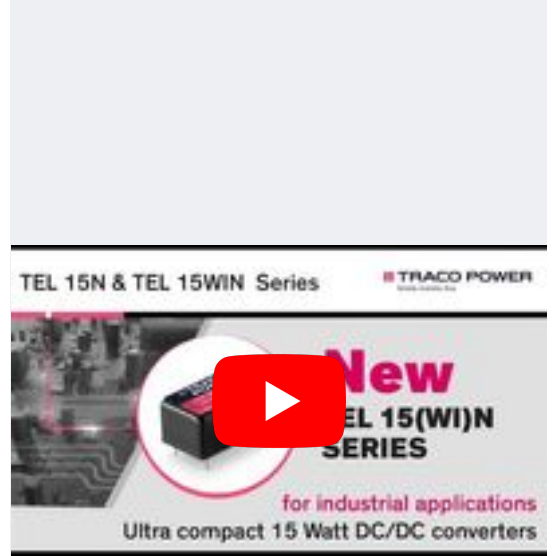 TEL 15N & TEL 15WIN Series
TRACO POWER
New
EL 15(WI)N
SERIES
for industrial applications
Ultra compact 15 Watt DC/DC converters